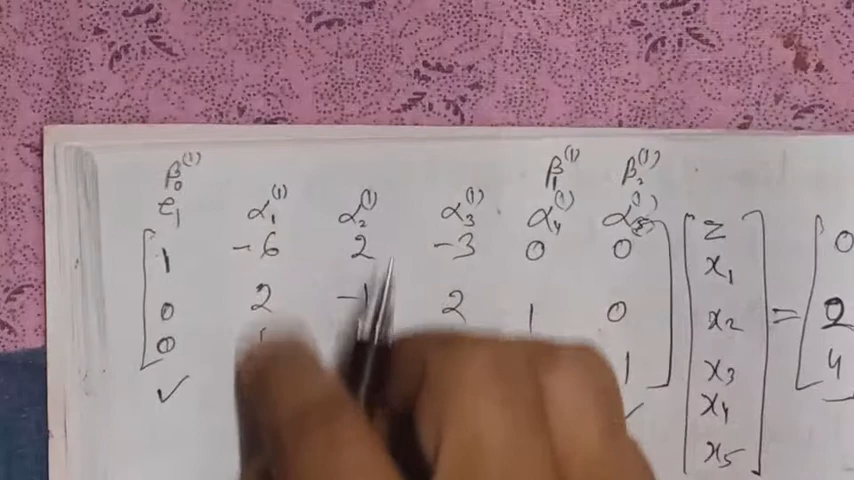 β₀⁽¹⁾ β₁⁽¹⁾ β₂⁽¹⁾
e₁ α₁⁽¹⁾ α₂⁽¹⁾ α₃⁽¹⁾ α₄⁽¹⁾ α₅⁽¹⁾
1 -6 2 -3 0 0 z 0
x₁
0 2 -1 2 1 0 x₂ = 2
0 1 x₃ 4
✓ x₄
x₅